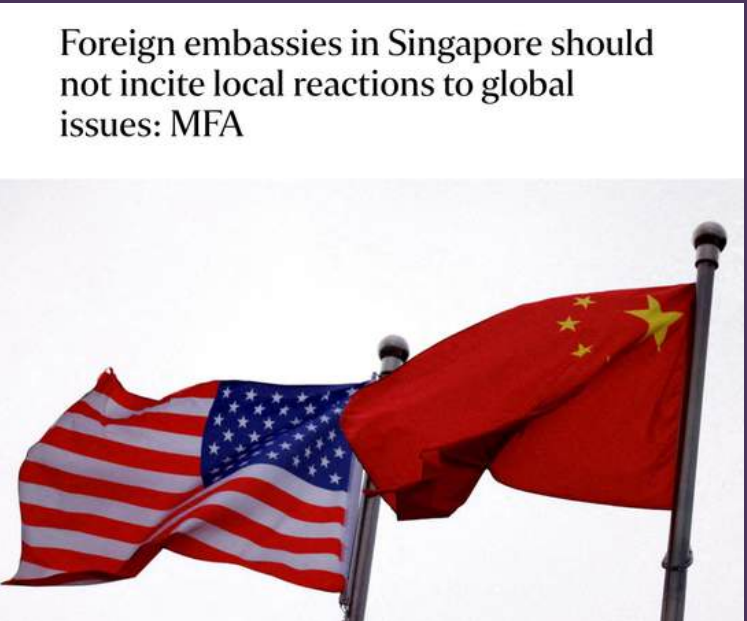 Foreign embassies in Singapore should
not incite local reactions to global
issues: MFA